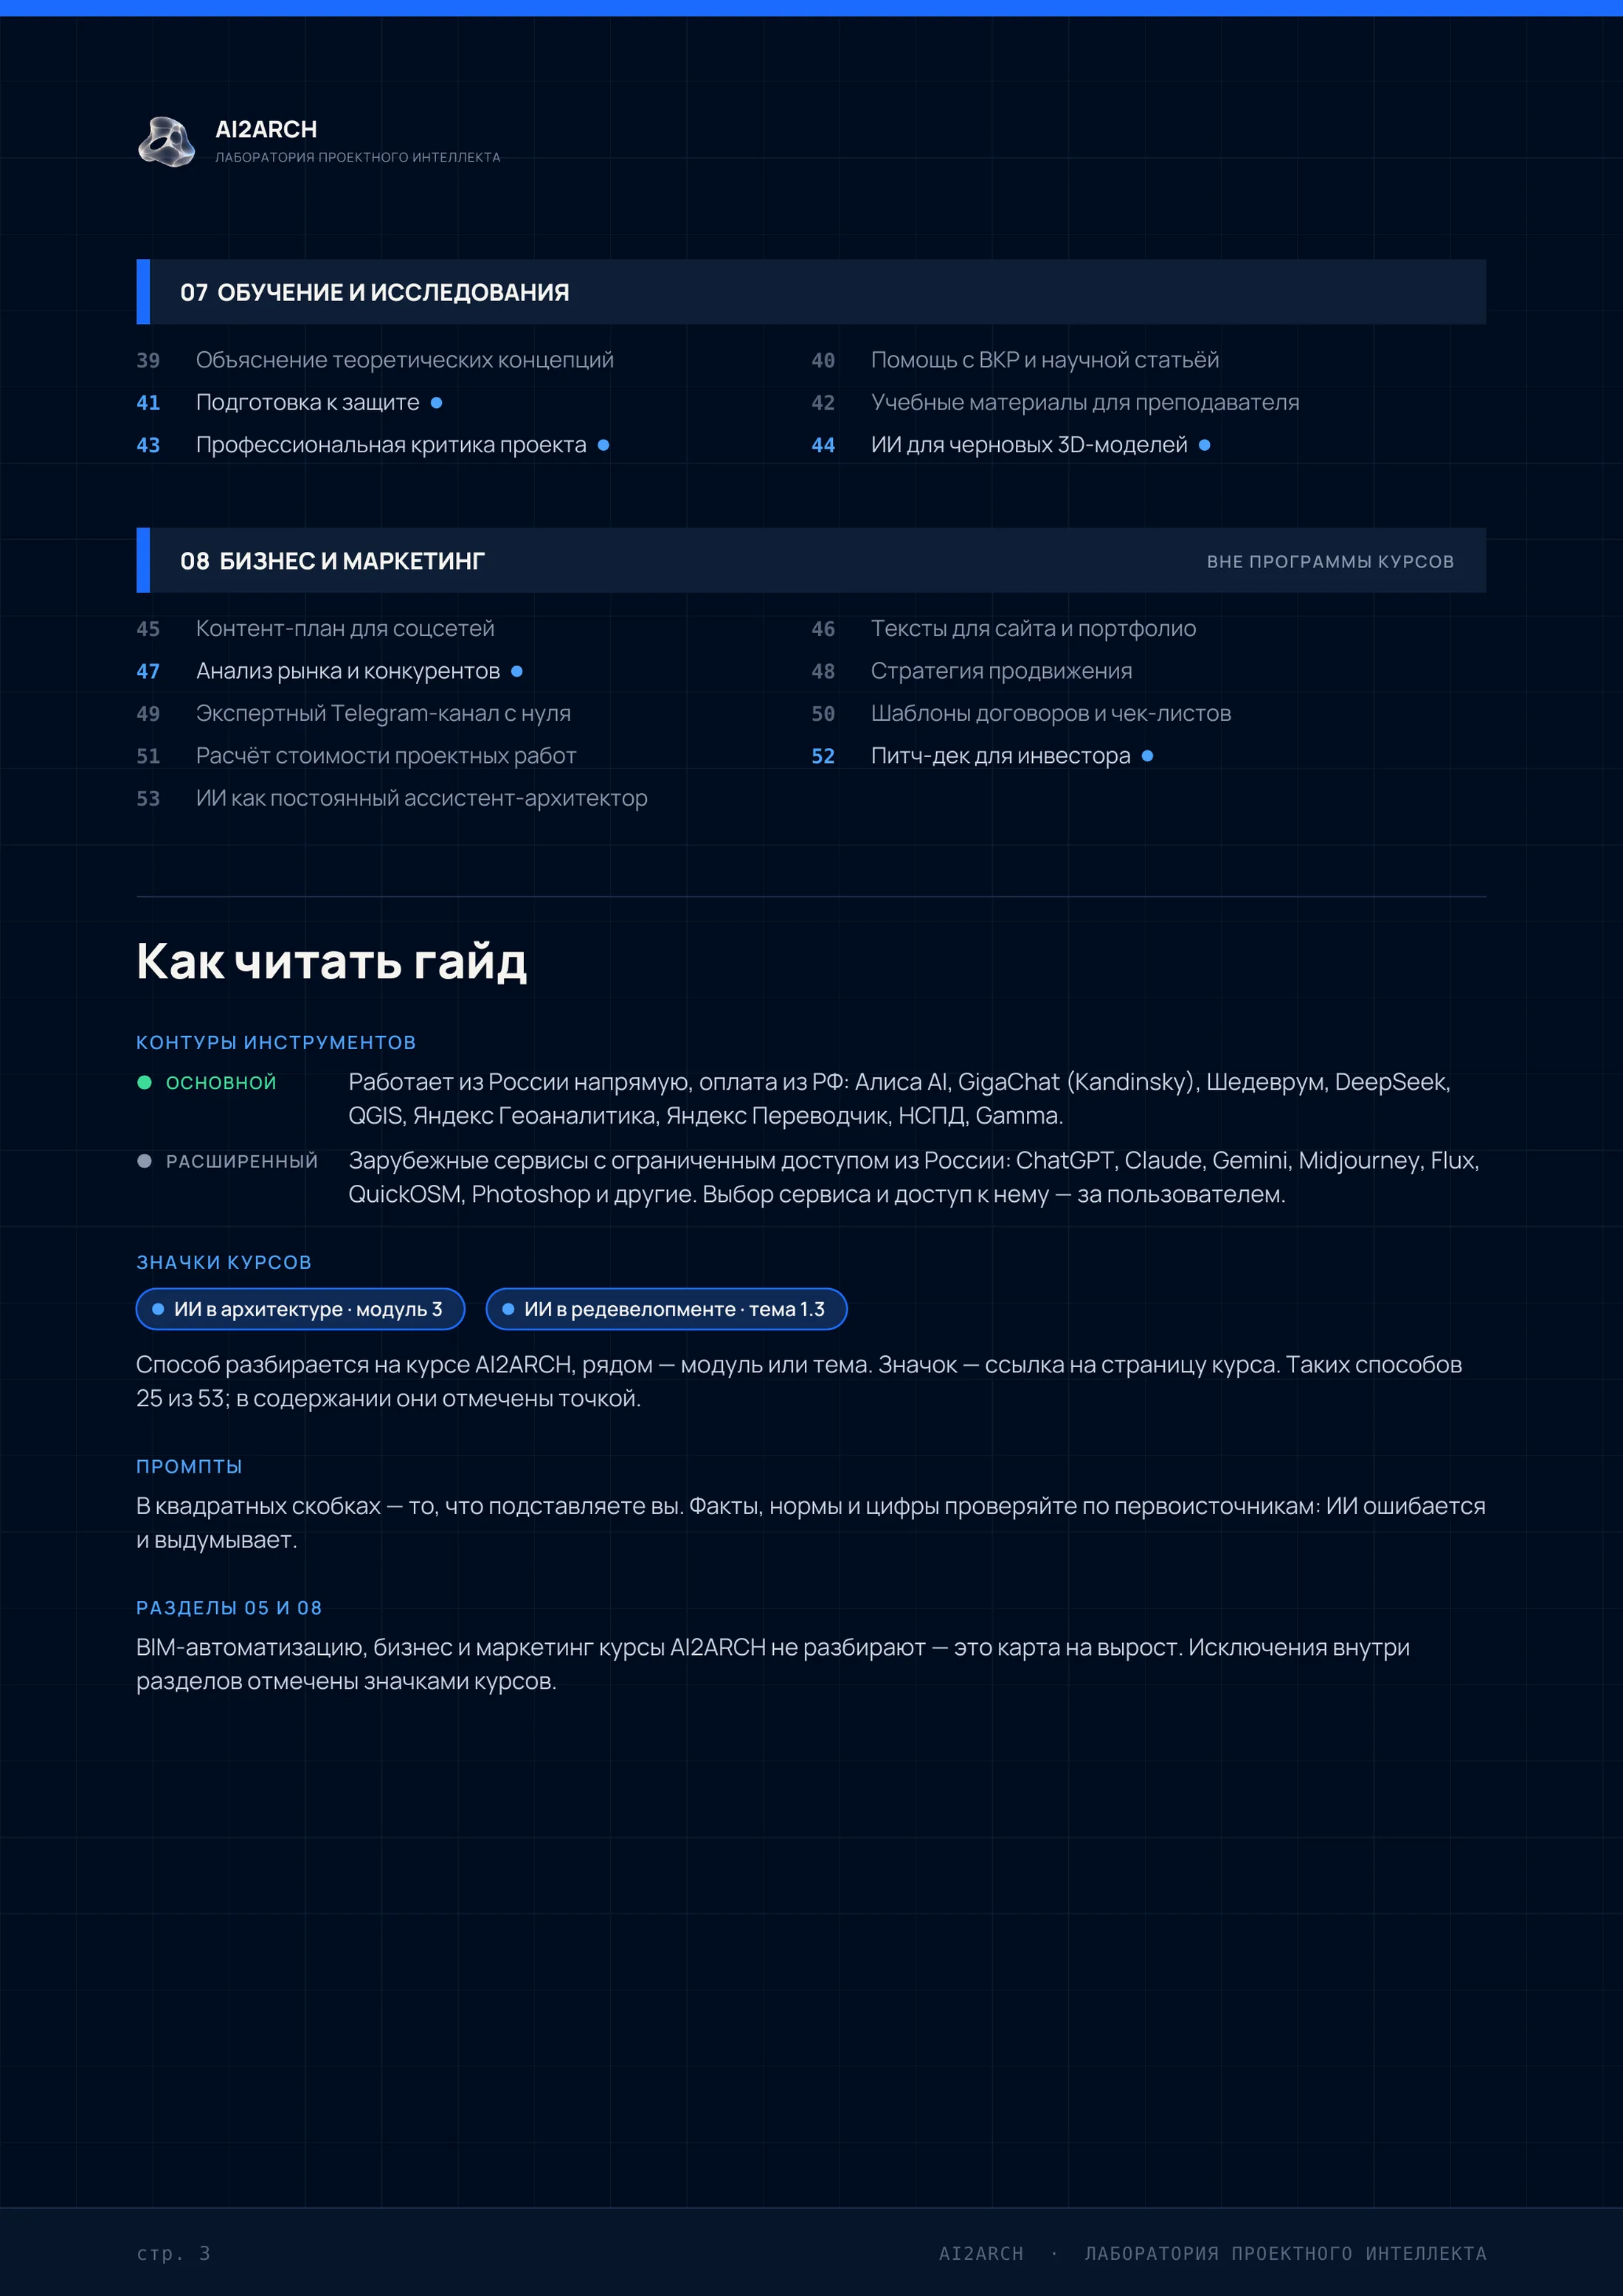 AI2ARCH
ЛАБОРАТОРИЯ ПРОЕКТНОГО ИНТЕЛЛЕКТА
07 ОБУЧЕНИЕ И ИССЛЕДОВАНИЯ
39 Объяснение теоретических концепций
40 Помощь с ВКР и научной статьёй
41 Подготовка к защите
42 Учебные материалы для преподавателя
43 Профессиональная критика проекта
44 ИИ для черновых 3D-моделей
08 БИЗНЕС И МАРКЕТИНГ
ВНЕ ПРОГРАММЫ КУРСОВ
45 Контент-план для соцсетей
46 Тексты для сайта и портфолио
47 Анализ рынка и конкурентов
48 Стратегия продвижения
49 Экспертный Telegram-канал с нуля
50 Шаблоны договоров и чек-листов
51 Расчёт стоимости проектных работ
52 Питч-дек для инвестора
53 ИИ как постоянный ассистент-архитектор
Как читать гайд
КОНТУРЫ ИНСТРУМЕНТОВ
ОСНОВНОЙ
Работает из России напрямую, оплата из РФ: Алиса AI, GigaChat (Kandinsky), Шедеврум, DeepSeek,
QGIS, Яндекс Геоаналитика, Яндекс Переводчик, НСПД, Gamma.
РАСШИРЕННЫЙ
Зарубежные сервисы с ограниченным доступом из России: ChatGPT, Claude, Gemini, Midjourney, Flux,
QuickOSM, Photoshop и другие. Выбор сервиса и доступ к нему — за пользователем.
ЗНАЧКИ КУРСОВ
ИИ в архитектуре · модуль 3
ИИ в редевелопменте · тема 1.3
Способ разбирается на курсе AI2ARCH, рядом — модуль или тема. Значок — ссылка на страницу курса. Таких способов
25 из 53; в содержании они отмечены точкой.
ПРОМПТЫ
В квадратных скобках — то, что подставляете вы. Факты, нормы и цифры проверяйте по первоисточникам: ИИ ошибается
и выдумывает.
РАЗДЕЛЫ 05 И 08
BIM-автоматизацию, бизнес и маркетинг курсы AI2ARCH не разбирают — это карта на вырост. Исключения внутри
разделов отмечены значками курсов.
стр. 3
AI2ARCH · ЛАБОРАТОРИЯ ПРОЕКТНОГО ИНТЕЛЛЕКТА